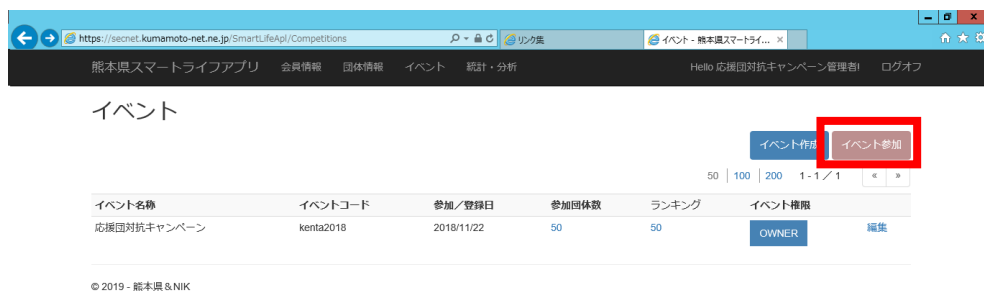 https://secnet.kumamoto-net.ne.jp/SmartLifeApl/Competitions リンク集 イベント - 熊本県スマートライ... ×
熊本県スマートライフアプリ 会員情報 団体情報 イベント 統計・分析 Hello 応援団対抗キャンペーン管理者! ログオフ
イベント
イベント作成 イベント参加
50 | 100 | 200 1 - 1 / 1 « »
イベント名称 イベントコード 参加/登録日 参加団体数 ランキング イベント権限
応援団対抗キャンペーン kenta2018 2018/11/22 50 50 OWNER 編集
© 2019 - 熊本県&NIK